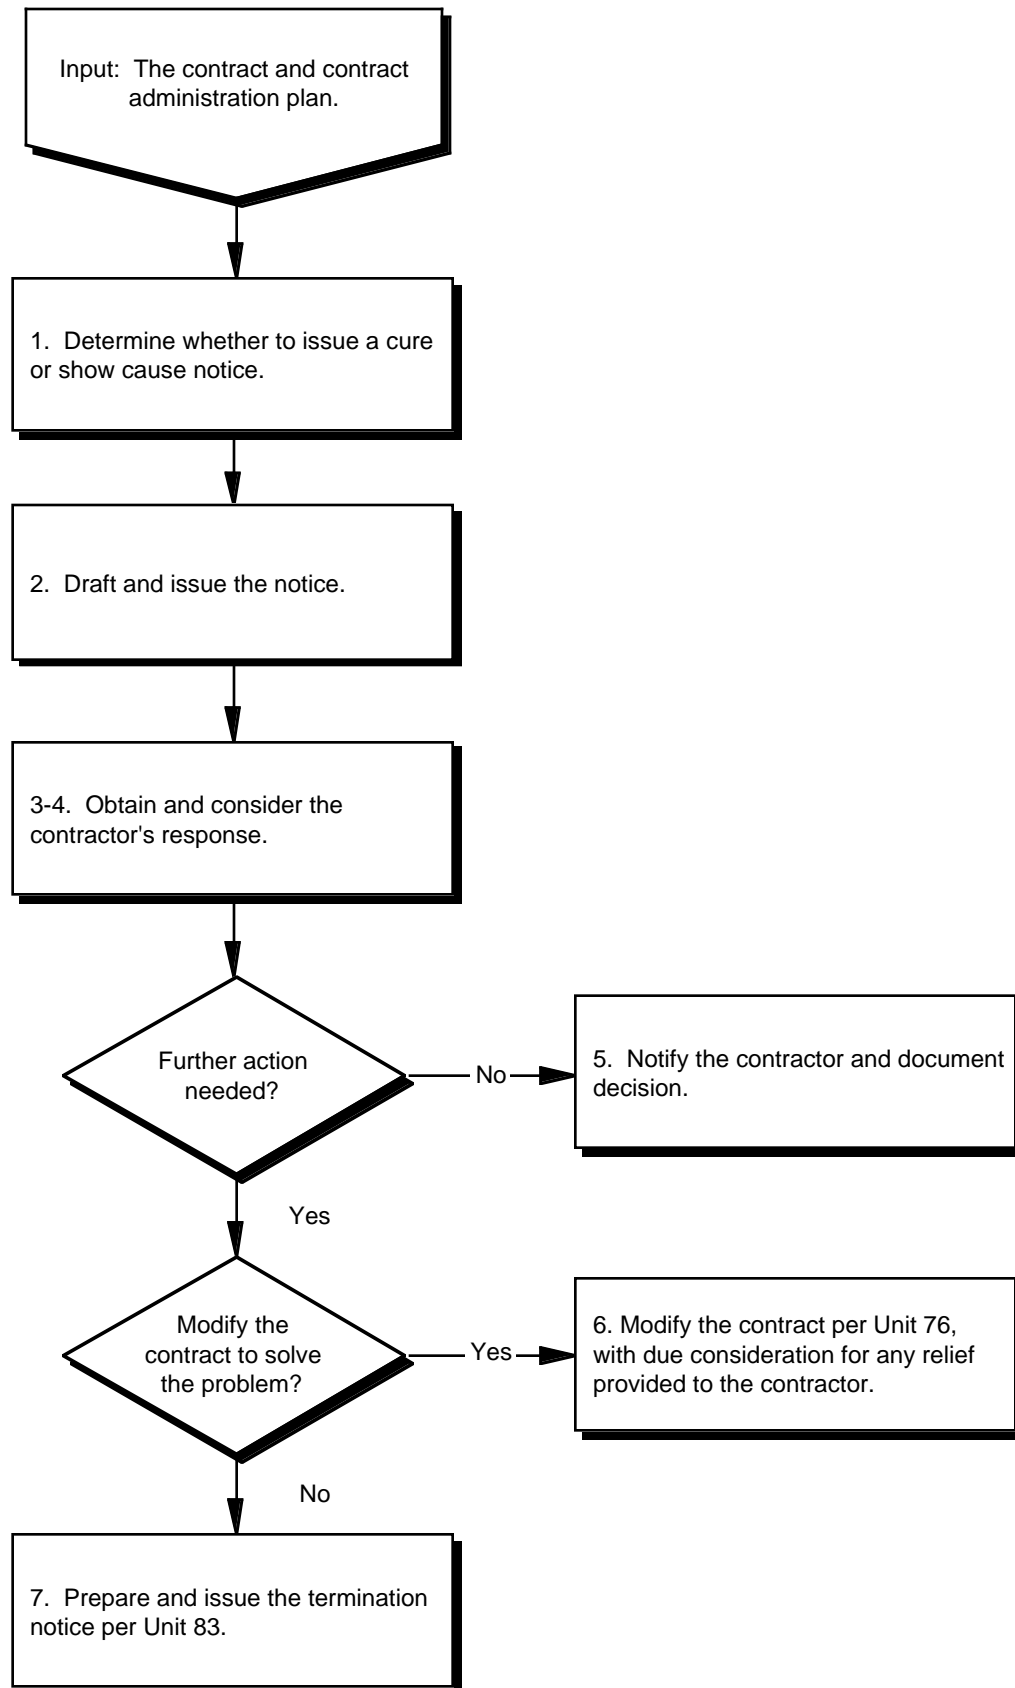 Input:  The contract and contract
administration plan.
1.  Determine whether to issue a cure
or show cause notice.
2.  Draft and issue the notice.
3-4.  Obtain and consider the
contractor's response.
Further action
needed?
No
5.  Notify the contractor and document
decision.
Yes
Modify the
contract to solve
the problem?
Yes
6. Modify the contract per Unit 76,
with due consideration for any relief
provided to the contractor.
No
7.  Prepare and issue the termination
notice per Unit 83.